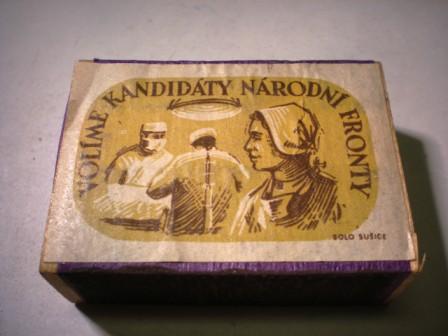 VOLÍME KANDIDÁTY NÁRODNÍ FRONTY
SOLO SUŠICE